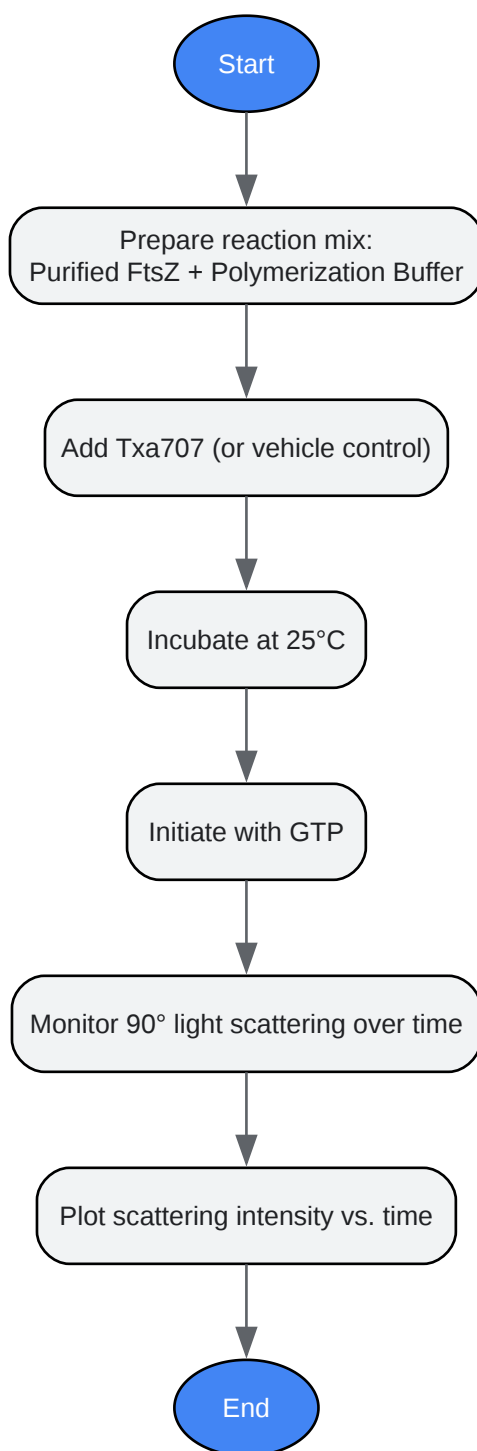 Start
Prepare reaction mix:
Purified FtsZ + Polymerization Buffer
Add Txa707 (or vehicle control)
Incubate at 25°C
Initiate with GTP
Monitor 90° light scattering over time
Plot scattering intensity vs. time
End